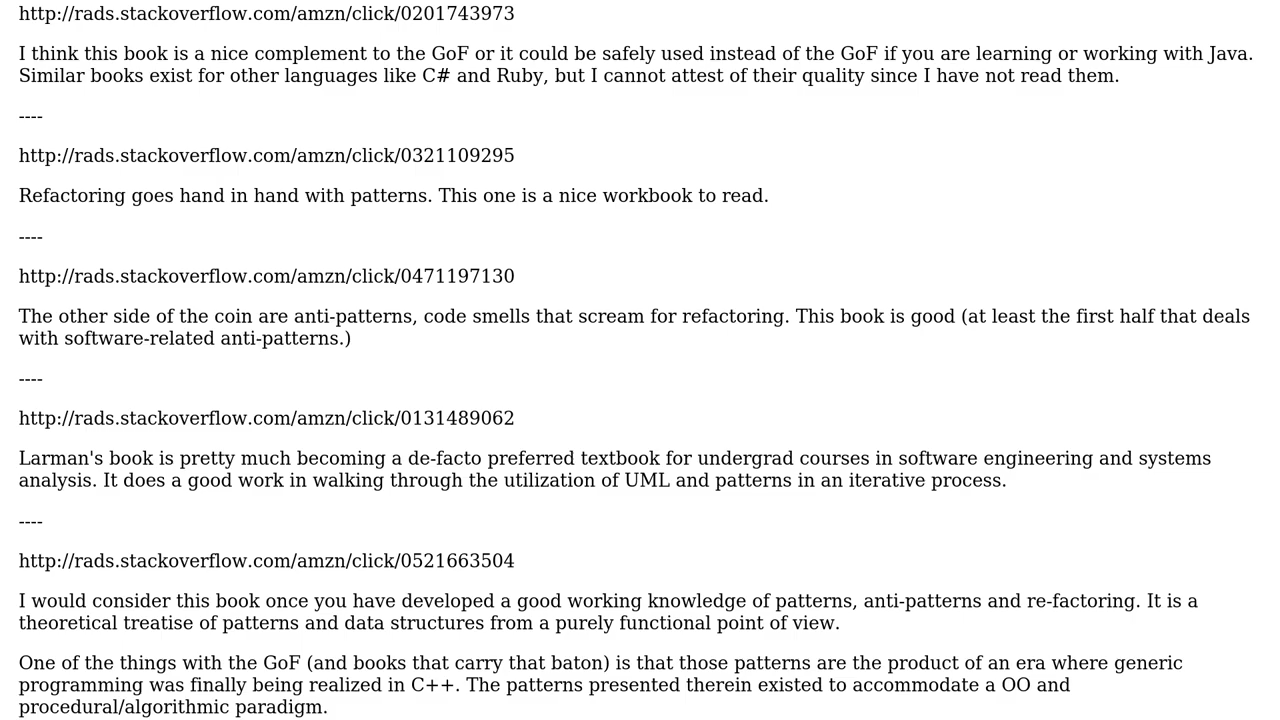 http://rads.stackoverflow.com/amzn/click/0201743973
I think this book is a nice complement to the GoF or it could be safely used instead of the GoF if you are learning or working with Java.
Similar books exist for other languages like C# and Ruby, but I cannot attest of their quality since I have not read them.
----
http://rads.stackoverflow.com/amzn/click/0321109295
Refactoring goes hand in hand with patterns. This one is a nice workbook to read.
----
http://rads.stackoverflow.com/amzn/click/0471197130
The other side of the coin are anti-patterns, code smells that scream for refactoring. This book is good (at least the first half that deals
with software-related anti-patterns.)
----
http://rads.stackoverflow.com/amzn/click/0131489062
Larman's book is pretty much becoming a de-facto preferred textbook for undergrad courses in software engineering and systems
analysis. It does a good work in walking through the utilization of UML and patterns in an iterative process.
----
http://rads.stackoverflow.com/amzn/click/0521663504
I would consider this book once you have developed a good working knowledge of patterns, anti-patterns and re-factoring. It is a
theoretical treatise of patterns and data structures from a purely functional point of view.
One of the things with the GoF (and books that carry that baton) is that those patterns are the product of an era where generic
programming was finally being realized in C++. The patterns presented therein existed to accommodate a OO and
procedural/algorithmic paradigm.